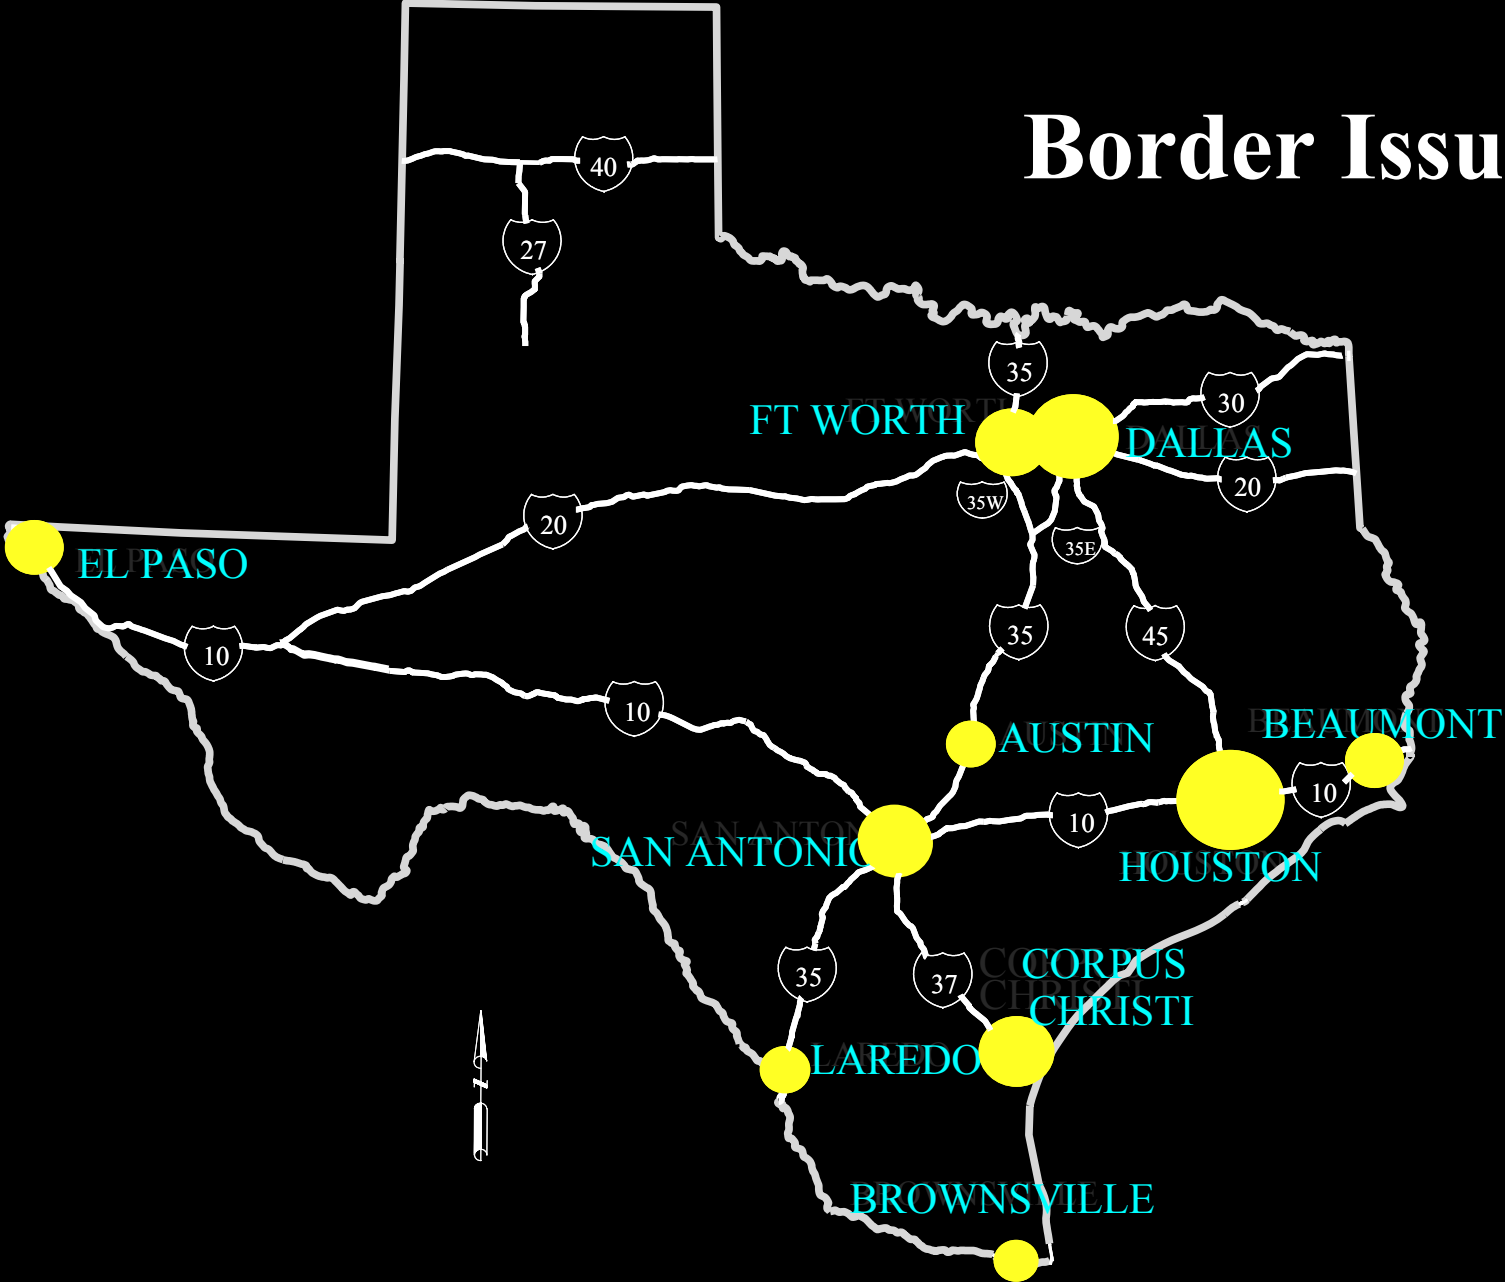 Border Issu
40
27
35
30
FT WORTH
DALLAS
20
35W
20
35E
EL PASO
10
35
45
10
BEAUMONT
AUSTIN
10
10
SAN ANTONIO
HOUSTON
35
37
CORPUS
CHRISTI
LAREDO
BROWNSVILLE